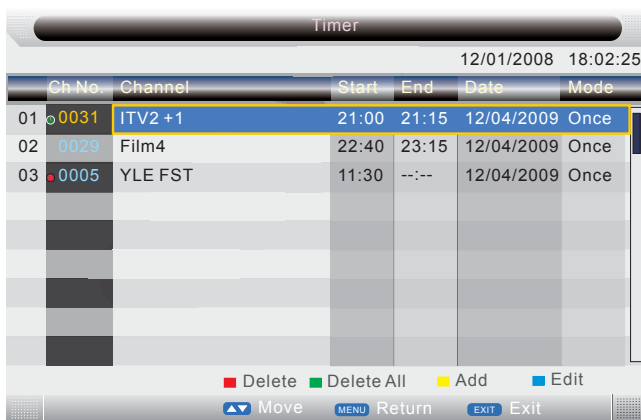 Timer
12/01/2008 18:02:25
Ch No. Channel Start End Date Mode
01 0031 ITV2 +1 21:00 21:15 12/04/2009 Once
02 0029 Film4 22:40 23:15 12/04/2009 Once
03 0005 YLE FST 11:30 --:-- 12/04/2009 Once
Delete Delete All Add Edit
Move MENU Return EXIT Exit